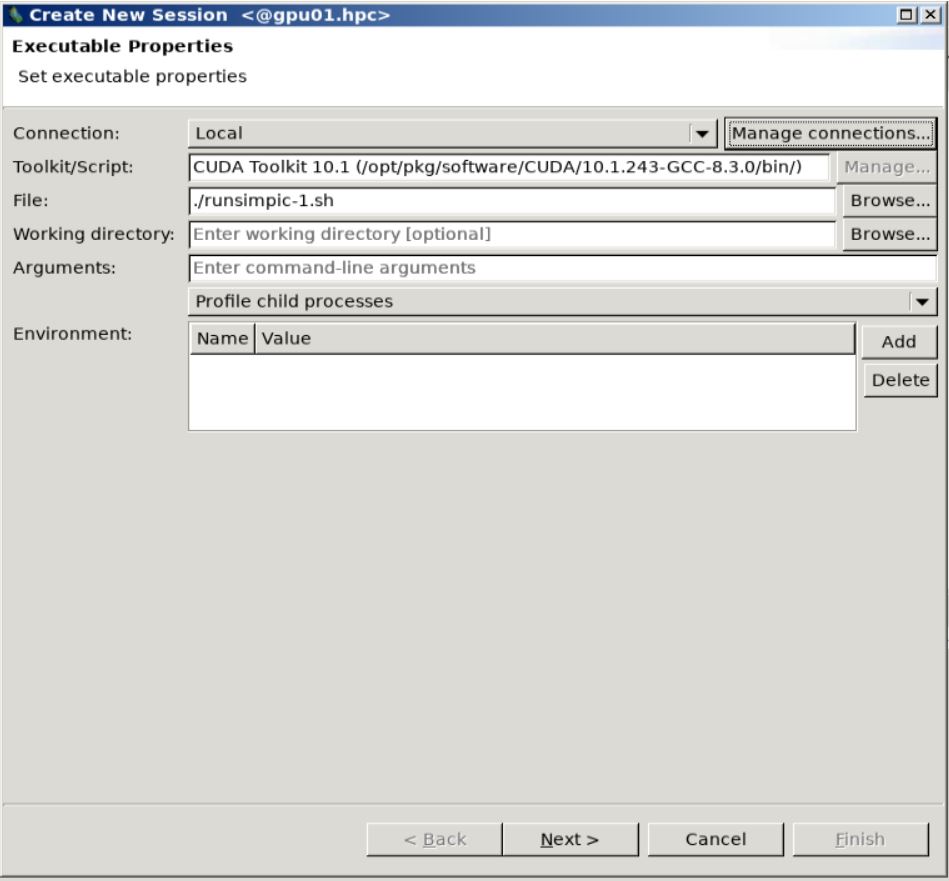 Create New Session <@gpu01.hpc>
Executable Properties
Set executable properties
Connection: Local Manage connections...
Toolkit/Script: CUDA Toolkit 10.1 (/opt/pkg/software/CUDA/10.1.243-GCC-8.3.0/bin/) Manage...
File: ./runsimpic-1.sh Browse...
Working directory: Enter working directory [optional] Browse...
Arguments: Enter command-line arguments
Profile child processes
Environment: Name Value Add
Delete
< Back Next > Cancel Finish